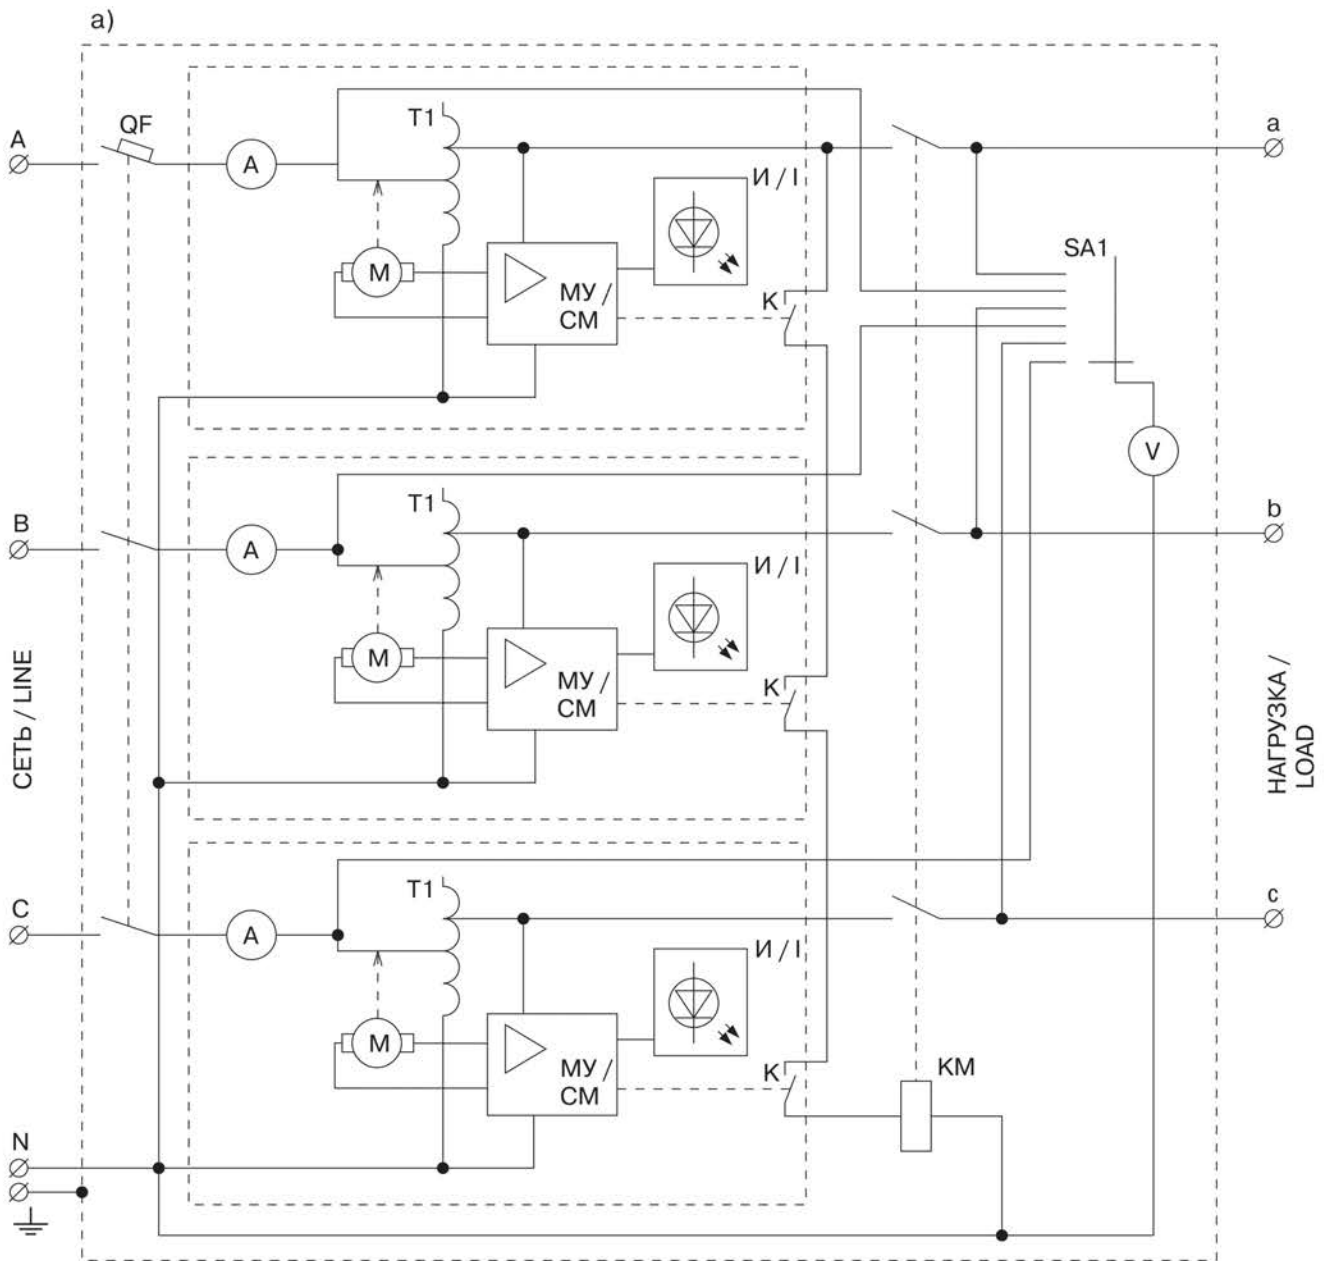 а)
A
QF
A
T1
И / I
a
SA1
M
МУ /
СМ
K
V
B
A
T1
И / I
b
M
МУ /
СМ
K
СЕТЬ / LINE
НАГРУЗКА /
LOAD
C
A
T1
И / I
c
M
МУ /
СМ
K
KM
N